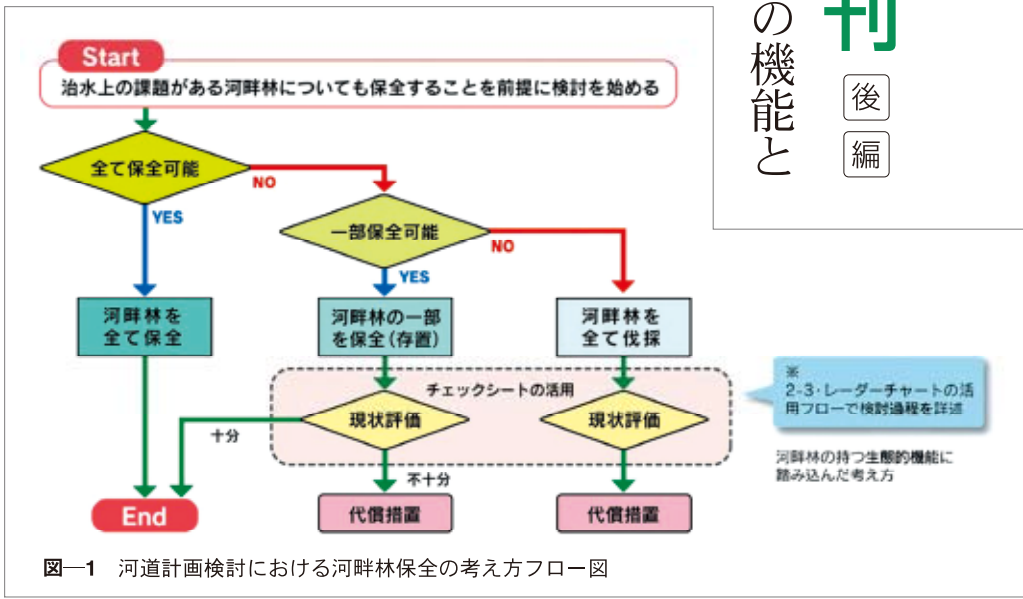 刊
後
編
の機能と
Start
治水上の課題がある河畔林についても保全することを前提に検討を始める
全て保全可能
NO
YES
一部保全可能
NO
YES
河畔林を
全て保全
河畔林の一部
を保全(存置)
河畔林を
全て伐採
チェックシートの活用
現状評価
現状評価
十分
不十分
End
代償措置
代償措置
※
2-3・レーダーチャートの活
用フローで検討過程を詳述
河畔林の持つ生態的機能に
踏み込んだ考え方
図―1 河道計画検討における河畔林保全の考え方フロー図